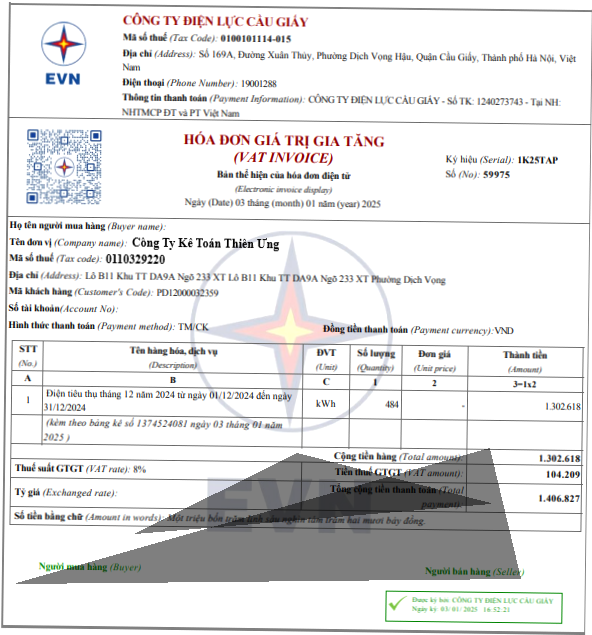 CÔNG TY ĐIỆN LỰC CẦU GIẤY
Mã số thuế (Tax Code): 0100101114-015
Địa chỉ (Address): Số 169A, Đường Xuân Thủy, Phường Dịch Vọng Hậu, Quận Cầu Giấy, Thành phố Hà Nội, Việt
Nam
EVN
Điện thoại (Phone Number): 19001288
Thông tin thanh toán (Payment Information): CÔNG TY ĐIỆN LỰC CẦU GIẤY - Số TK: 1240273743 - Tại NH:
NHTMCP ĐT và PT Việt Nam
HÓA ĐƠN GIÁ TRỊ GIA TĂNG
(VAT INVOICE)
Bản thể hiện của hóa đơn điện tử
(Electronic invoice display)
Ngày (Date) 03 tháng (month) 01 năm (year) 2025
Ký hiệu (Serial): 1K25TAP
Số (No): 59975
Họ tên người mua hàng (Buyer name):
Tên đơn vị (Company name): Công Ty Kế Toán Thiên Ưng
Mã số thuế (Tax code): 0110329220
Địa chỉ (Address): Lô B11 Khu TT DA9A Ngõ 233 XT Lô B11 Khu TT DA9A Ngõ 233 XT Phường Dịch Vọng
Mã khách hàng (Customer's Code): PD12000032359
Số tài khoản(Account No):
Hình thức thanh toán (Payment method): TM/CK Đồng tiền thanh toán (Payment currency):VND
STT Tên hàng hóa, dịch vụ ĐVT Số lượng Đơn giá Thành tiền
(No.) (Description) (Unit) (Quantity) (Unit price) (Amount)
A B C 1 2 3=1x2
1 Điện tiêu thụ tháng 12 năm 2024 từ ngày 01/12/2024 đến ngày
31/12/2024 kWh 484 - 1.302.618
(kèm theo bảng kê số 1374524081 ngày 03 tháng 01 năm
2025 )
Cộng tiền hàng (Total amount): 1.302.618
Thuế suất GTGT (VAT rate): 8% Tiền thuế GTGT (VAT amount): 104.209
Tỷ giá (Exchanged rate): Tổng cộng tiền thanh toán (Total
payment): 1.406.827
Số tiền bằng chữ (Amount in words): Một triệu bốn trăm linh sáu nghìn tám trăm hai mươi bảy đồng.
EVN
Người mua hàng (Buyer) Người bán hàng (Seller)
Được ký bởi: CÔNG TY ĐIỆN LỰC CẦU GIẤY
Ngày ký: 03/01/2025 16:52:21